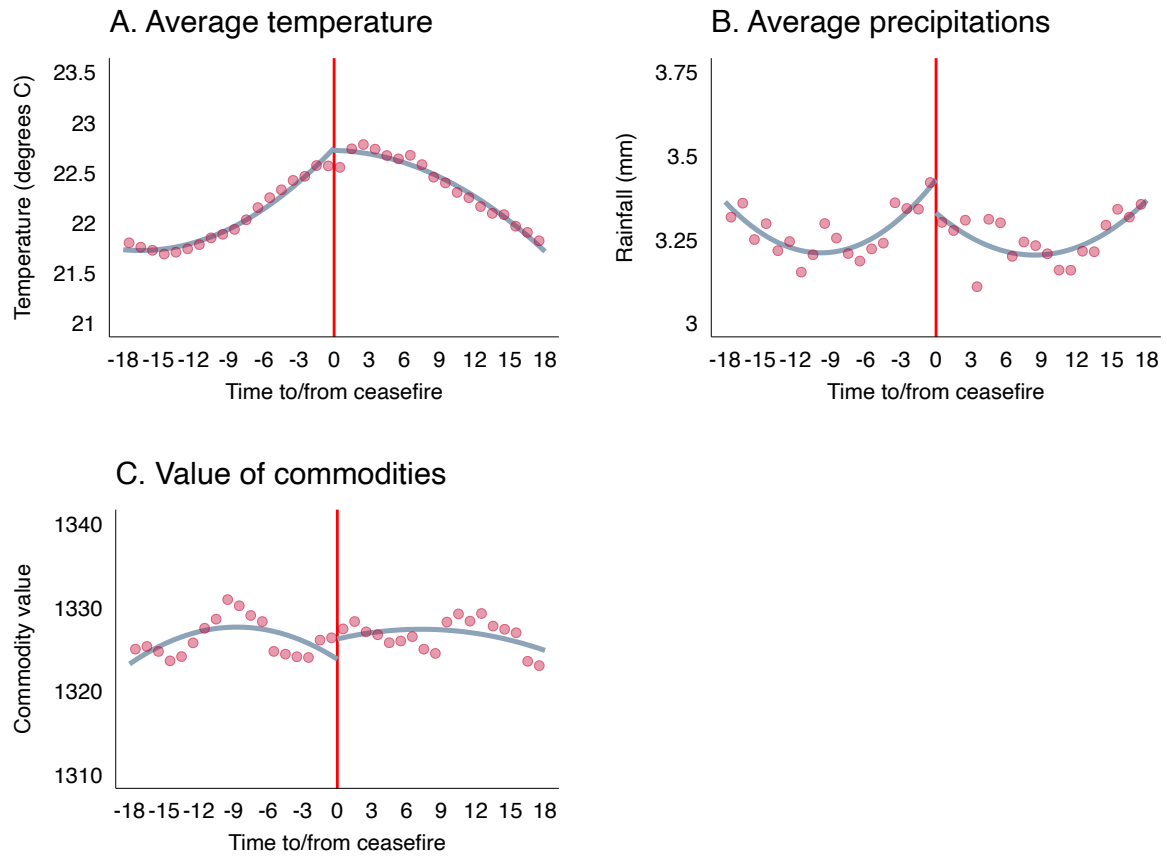 A. Average temperature
23.5
23
22.5
22
21.5
21
Temperature (degrees C)
-18 -15 -12 -9 -6 -3 0 3 6 9 12 15 18
Time to/from ceasefire
B. Average precipitations
3.75
3.5
3.25
3
Rainfall (mm)
-18 -15 -12 -9 -6 -3 0 3 6 9 12 15 18
Time to/from ceasefire
C. Value of commodities
1340
1330
1320
1310
Commodity value
-18 -15 -12 -9 -6 -3 0 3 6 9 12 15 18
Time to/from ceasefire